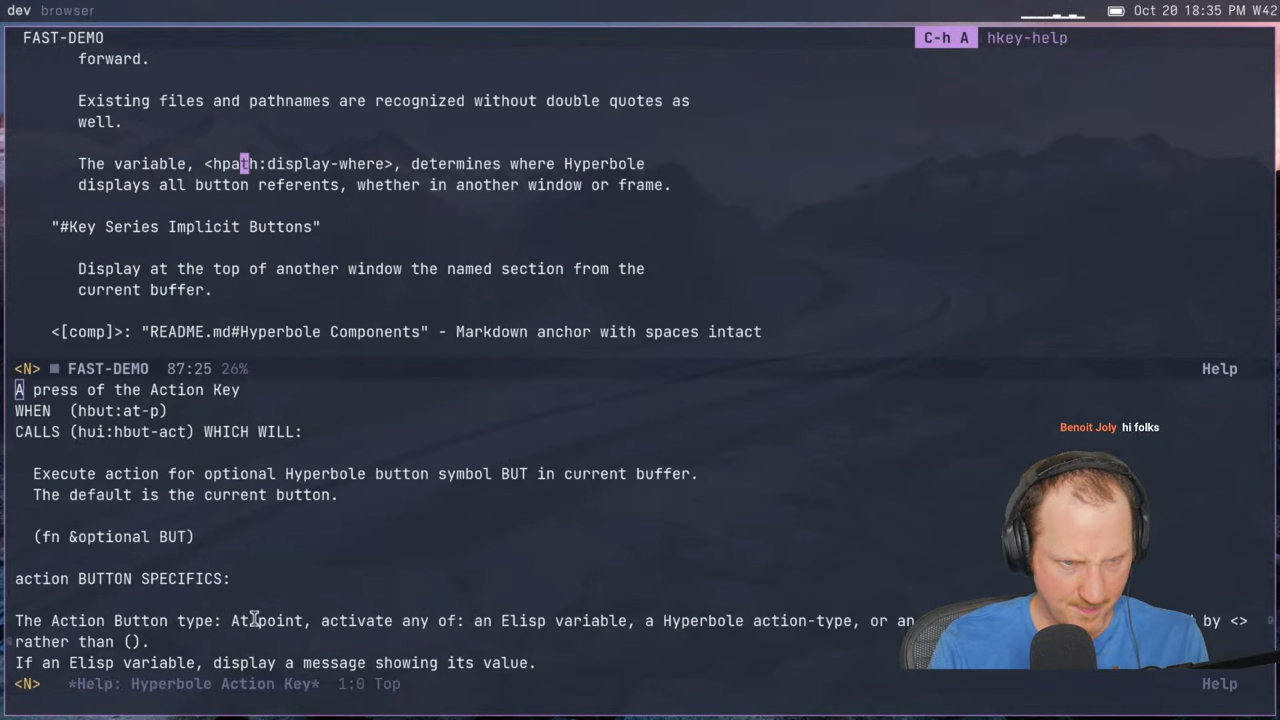 dev browser Oct 20 18:35 PM W42
FAST-DEMO C-h A hkey-help
forward.
Existing files and pathnames are recognized without double quotes as
well.
The variable, <hpath:display-where>, determines where Hyperbole
displays all button referents, whether in another window or frame.
"#Key Series Implicit Buttons"
Display at the top of another window the named section from the
current buffer.
<[comp]>: "README.md#Hyperbole Components" - Markdown anchor with spaces intact
<N> FAST-DEMO 87:25 26% Help
A press of the Action Key
WHEN (hbut:at-p)
CALLS (hui:hbut-act) WHICH WILL:
Benoit Joly hi folks
Execute action for optional Hyperbole button symbol BUT in current buffer.
The default is the current button.
(fn &optional BUT)
action BUTTON SPECIFICS:
The Action Button type: At point, activate any of: an Elisp variable, a Hyperbole action-type, or an by <>
rather than ().
If an Elisp variable, display a message showing its value.
<N> *Help: Hyperbole Action Key* 1:0 Top Help